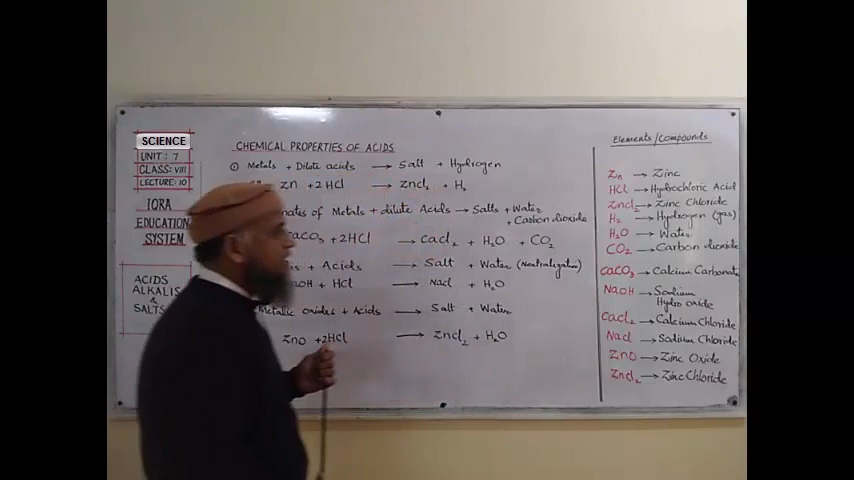 SCIENCE
UNIT: 7
CLASS: VIII
LECTURE: 10
IQRA
EDUCATION
SYSTEM
ACIDS
ALKALIS
&
SALTS
CHEMICAL PROPERTIES OF ACIDS
① Metals + Dilute acids → Salt + Hydrogen
Zn + 2HCl → Zncl₂ + H₂
of Metals + dilute Acids → Salts + Water
+ Carbon dioxide
CaCO₃ + 2HCl → Cacl₂ + H₂O + CO₂
+ Acids → Salt + Water (Neutralization)
+ HCl → Nacl + H₂O
Metallic oxides + Acids → Salt + Water
ZnO + 2HCl → Zncl₂ + H₂O
Elements/Compounds
Zn → Zinc
HCl → Hydrochloric Acid
Zncl₂ → Zinc Chloride
H₂ → Hydrogen (gas)
H₂O → Water
CO₂ → Carbon dioxide
CaCO₃ → Calcium Carbonate
NaOH → Sodium
Hydroxide
Cacl₂ → Calcium Chloride
Nacl → Sodium Chloride
ZnO → Zinc Oxide
Zncl₂ → Zinc Chloride